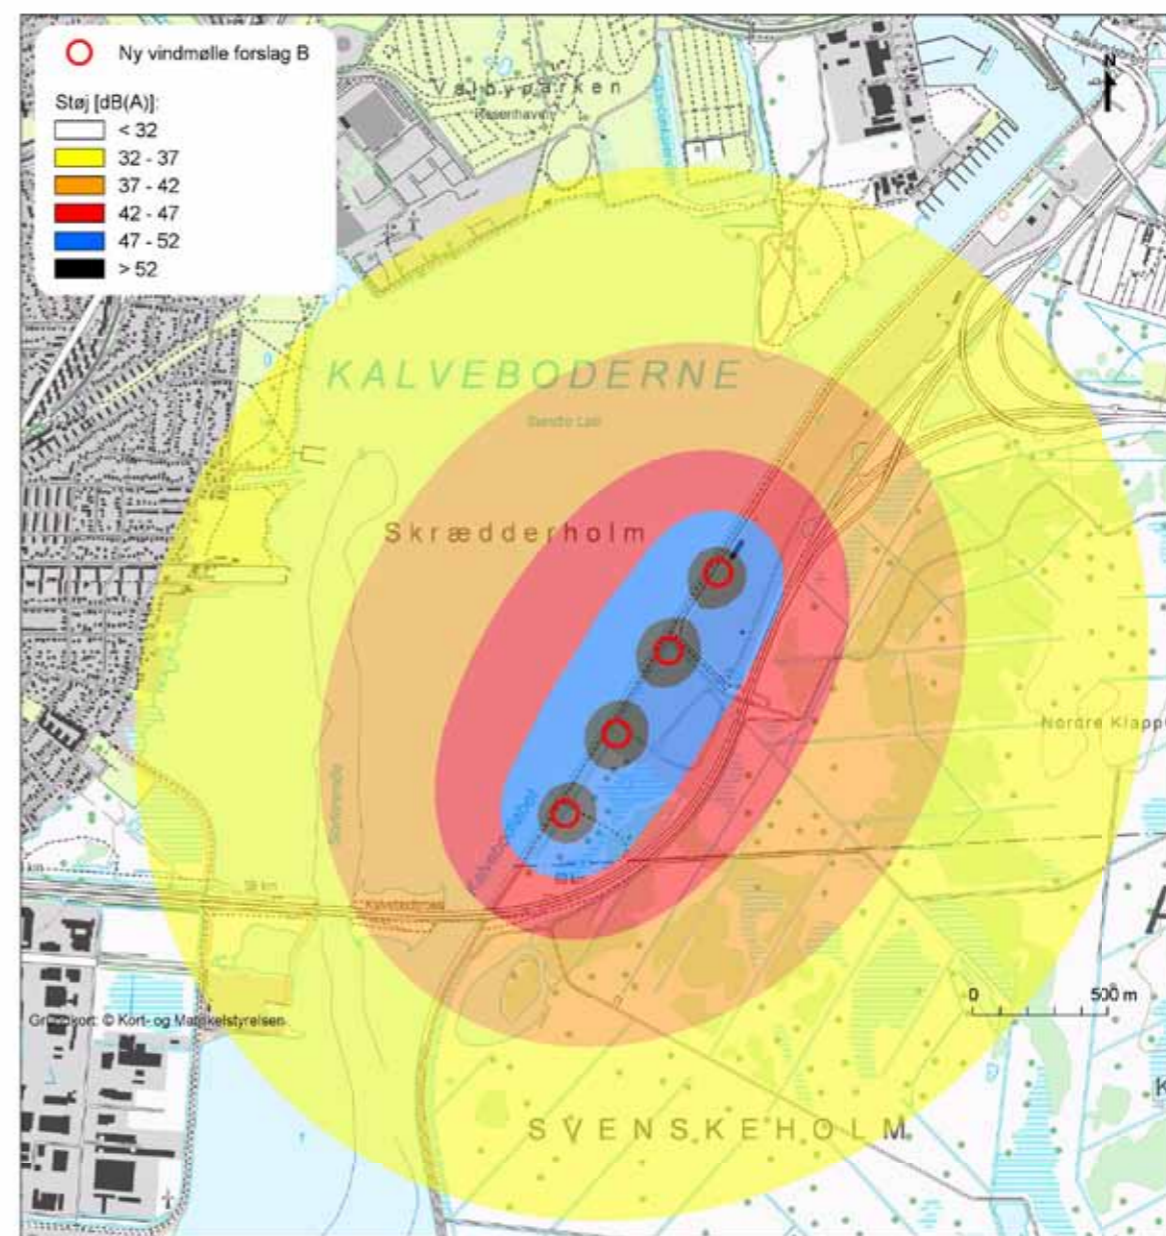 Ny vindmølle forslag B
Støj [dB(A)]:
< 32
32 - 37
37 - 42
42 - 47
47 - 52
> 52
Valbyparken
Rosenhaven
N
KALVEBODERNE
Skrædderholm
Nordre Klapp
0 500 m
Grundkort: © Kort- og Matrikelstyrelsen
SVENSKEHOLM
K